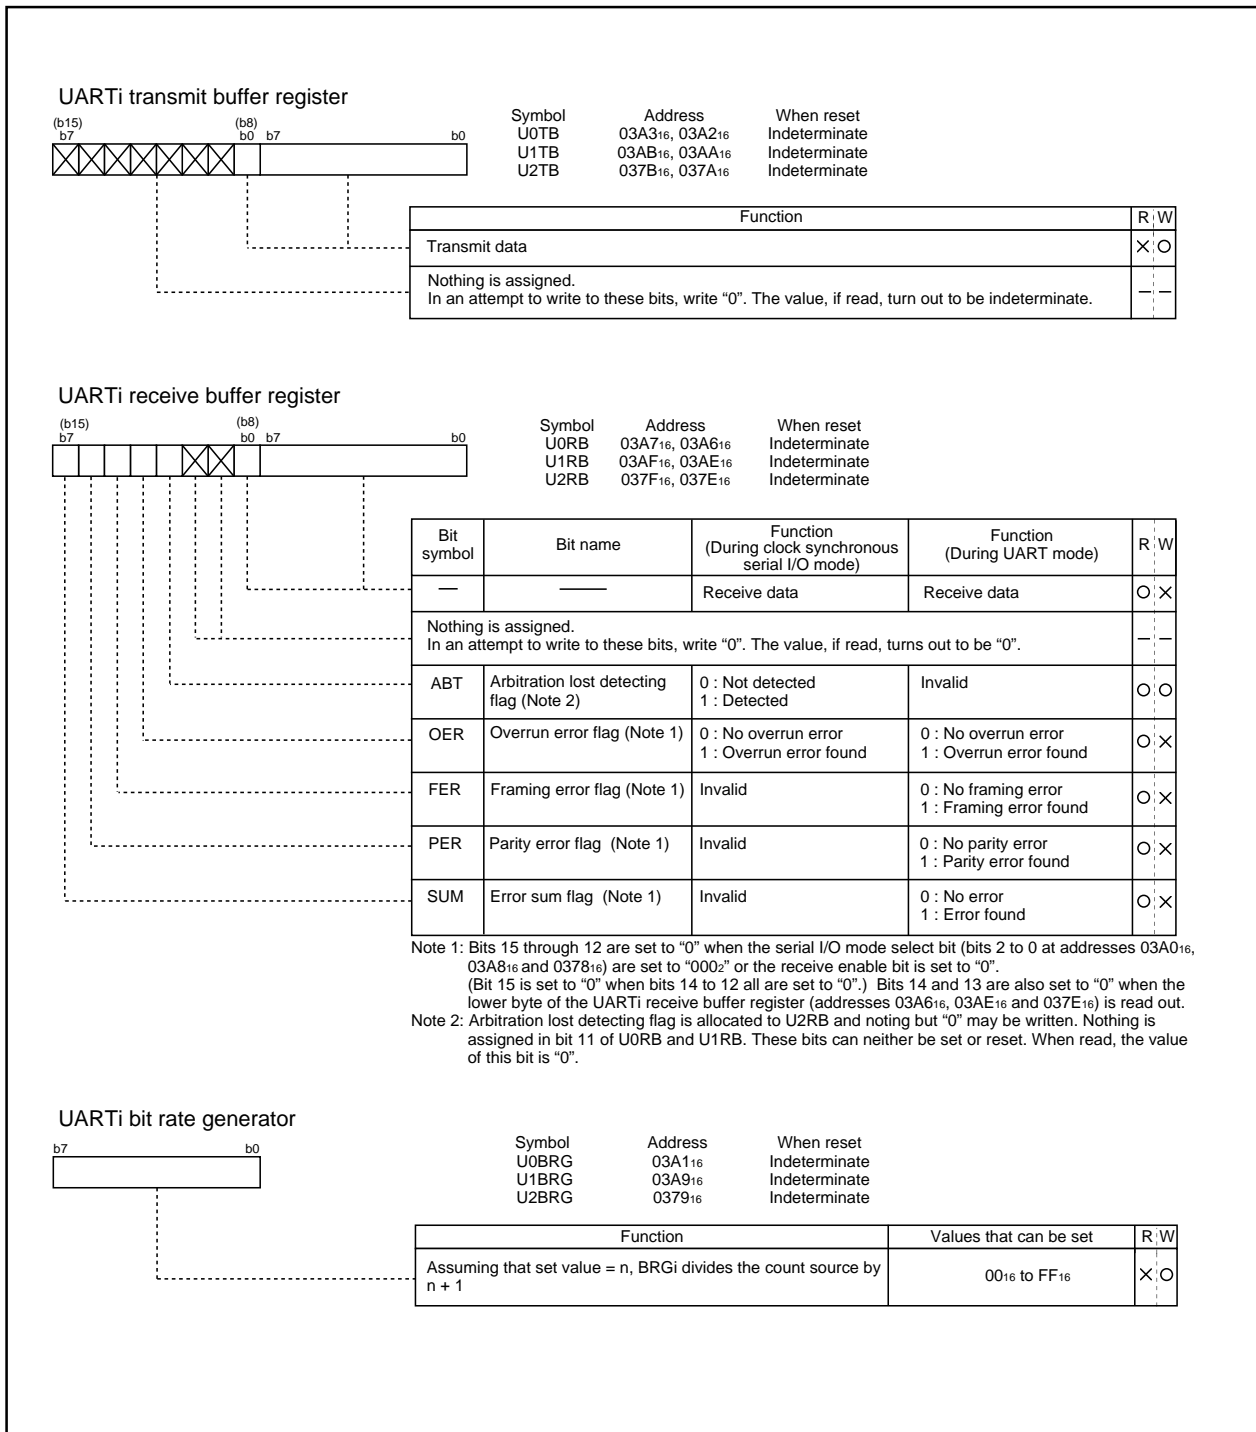 UARTi transmit buffer register
Symbol Address When reset
(b15) (b8)
b7 b0 b7 b0
U0TB 03A3₁₆, 03A2₁₆ Indeterminate
U1TB 03AB₁₆, 03AA₁₆ Indeterminate
U2TB 037B₁₆, 037A₁₆ Indeterminate
Function R W
Transmit data
Nothing is assigned.
In an attempt to write to these bits, write “0”. The value, if read, turn out to be indeterminate.
UARTi receive buffer register
(b15) (b8)
b7 b0 b7 b0
Symbol Address When reset
U0RB 03A7₁₆, 03A6₁₆ Indeterminate
U1RB 03AF₁₆, 03AE₁₆ Indeterminate
U2RB 037F₁₆, 037E₁₆ Indeterminate
Bit symbol Bit name Function (During clock synchronous serial I/O mode) Function (During UART mode) R W
Receive data Receive data
Nothing is assigned.
In an attempt to write to these bits, write “0”. The value, if read, turns out to be “0”.
ABT Arbitration lost detecting flag (Note 2) 0 : Not detected 1 : Detected Invalid
OER Overrun error flag (Note 1) 0 : No overrun error 1 : Overrun error found 0 : No overrun error 1 : Overrun error found
FER Framing error flag (Note 1) Invalid 0 : No framing error 1 : Framing error found
PER Parity error flag (Note 1) Invalid 0 : No parity error 1 : Parity error found
SUM Error sum flag (Note 1) Invalid 0 : No error 1 : Error found
Note 1: Bits 15 through 12 are set to “0” when the serial I/O mode select bit (bits 2 to 0 at addresses 03A0₁₆,
03A8₁₆ and 0378₁₆) are set to “000₂” or the receive enable bit is set to “0”.
(Bit 15 is set to “0” when bits 14 to 12 all are set to “0”.) Bits 14 and 13 are also set to “0” when the
lower byte of the UARTi receive buffer register (addresses 03A6₁₆, 03AE₁₆ and 037E₁₆) is read out.
Note 2: Arbitration lost detecting flag is allocated to U2RB and noting but “0” may be written. Nothing is
assigned in bit 11 of U0RB and U1RB. These bits can neither be set or reset. When read, the value
of this bit is “0”.
UARTi bit rate generator
b7 b0
Symbol Address When reset
U0BRG 03A1₁₆ Indeterminate
U1BRG 03A9₁₆ Indeterminate
U2BRG 0379₁₆ Indeterminate
Function Values that can be set R W
Assuming that set value = n, BRGi divides the count source by
n + 1
00₁₆ to FF₁₆